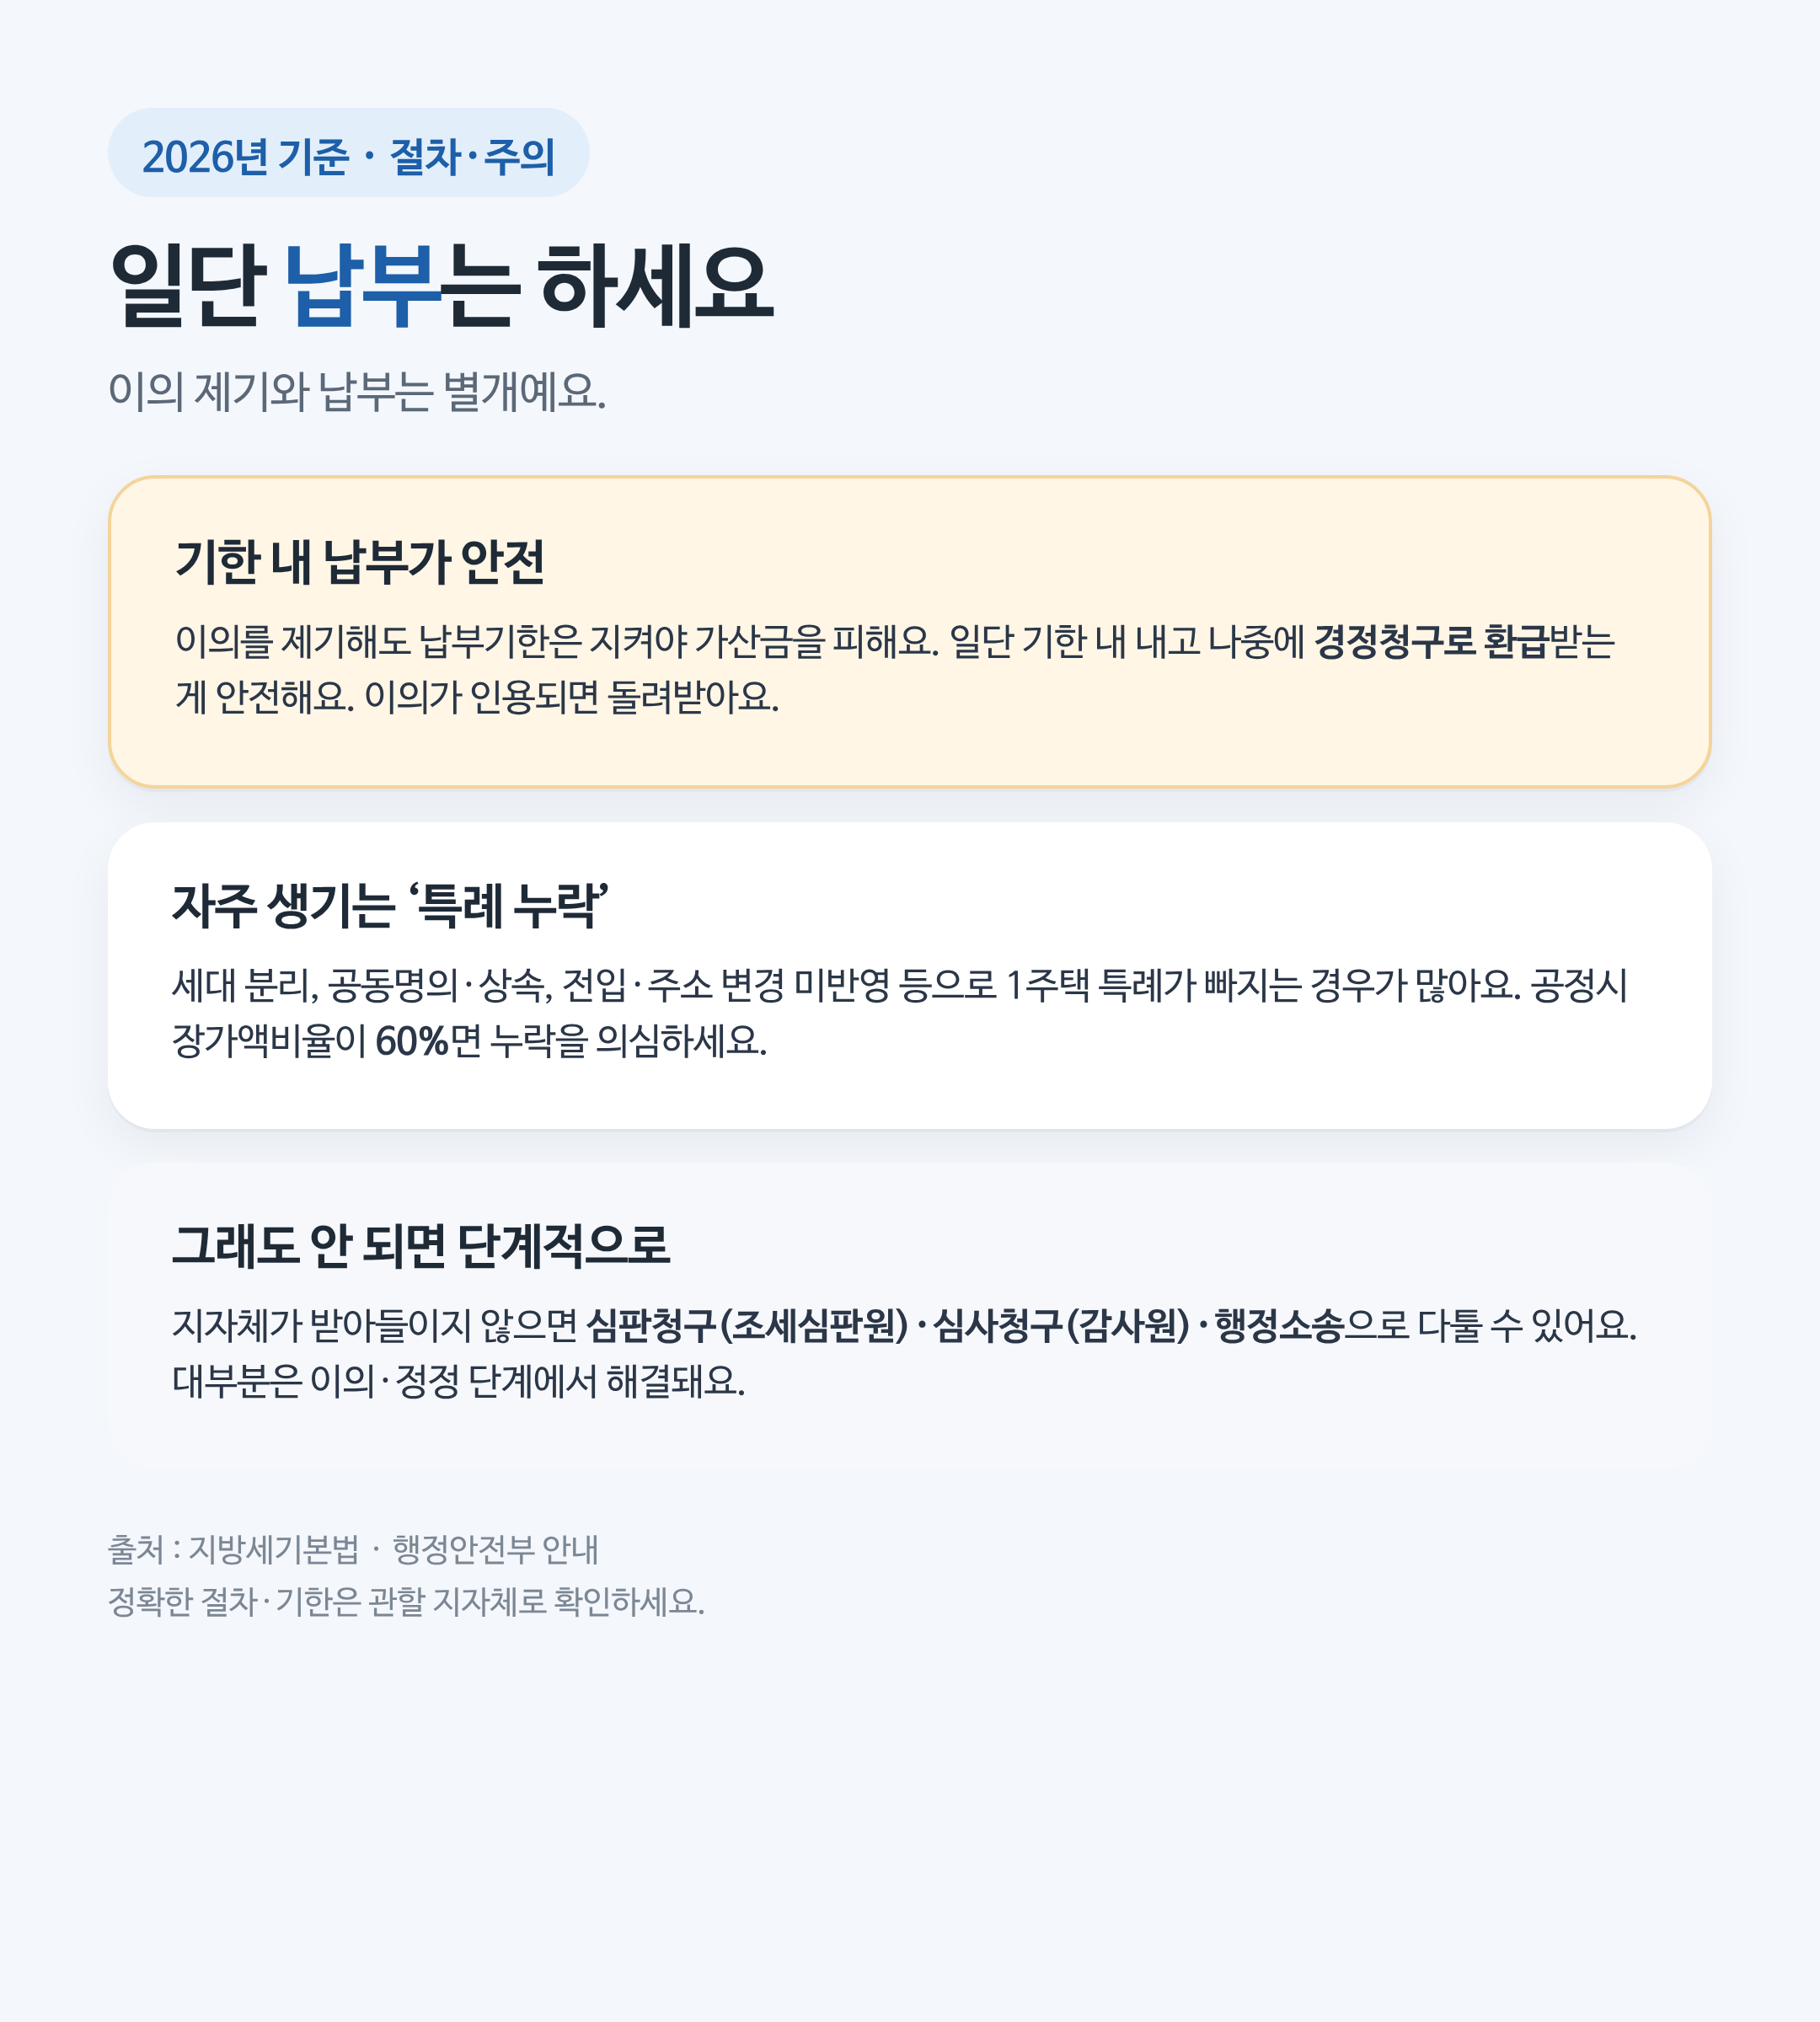 2026년 기준 · 절차·주의
일단 납부는 하세요
이의 제기와 납부는 별개예요.
기한 내 납부가 안전
이의를 제기해도 납부기한은 지켜야 가산금을 피해요. 일단 기한 내 내고 나중에 경정청구로 환급받는
게 안전해요. 이의가 인용되면 돌려받아요.
자주 생기는 ‘특례 누락’
세대 분리, 공동명의·상속, 전입·주소 변경 미반영 등으로 1주택 특례가 빠지는 경우가 많아요. 공정시
장가액비율이 60%면 누락을 의심하세요.
그래도 안 되면 단계적으로
지자체가 받아들이지 않으면 심판청구(조세심판원)·심사청구(감사원)·행정소송으로 다툴 수 있어요.
대부분은 이의·정정 단계에서 해결돼요.
출처 : 지방세기본법 · 행정안전부 안내
정확한 절차·기한은 관할 지자체로 확인하세요.